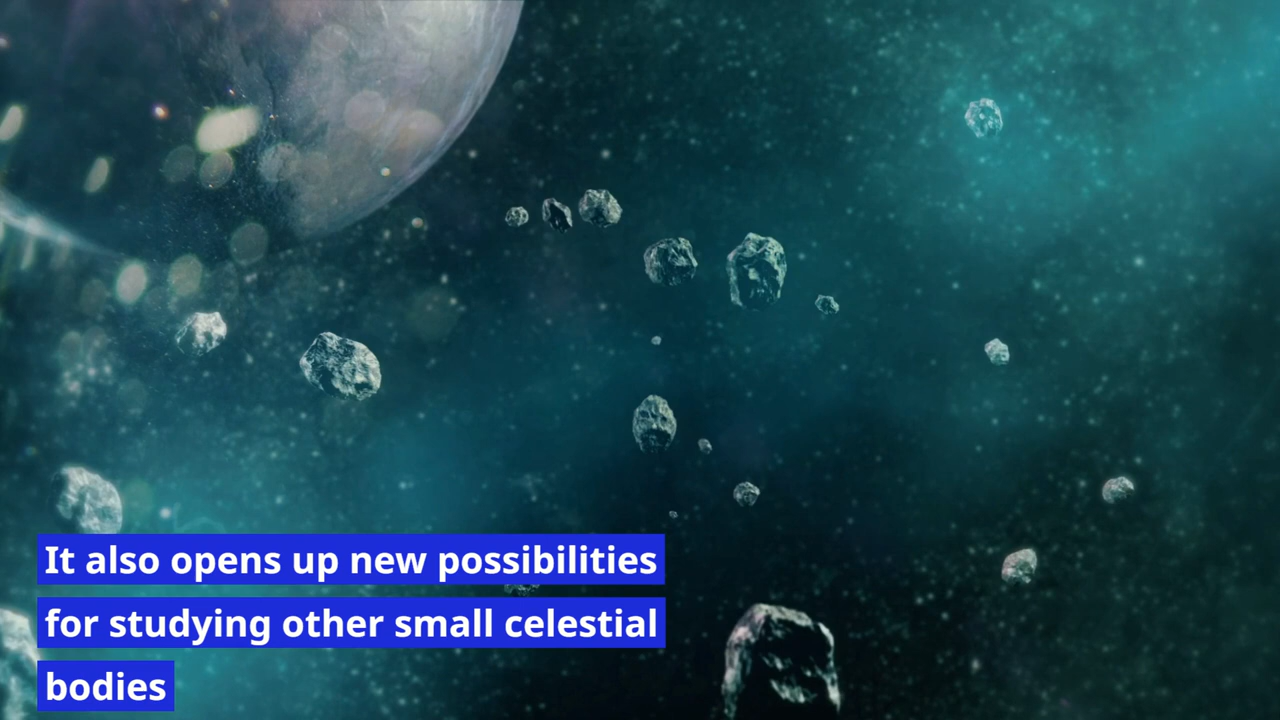 It also opens up new possibilities
for studying other small celestial
bodies